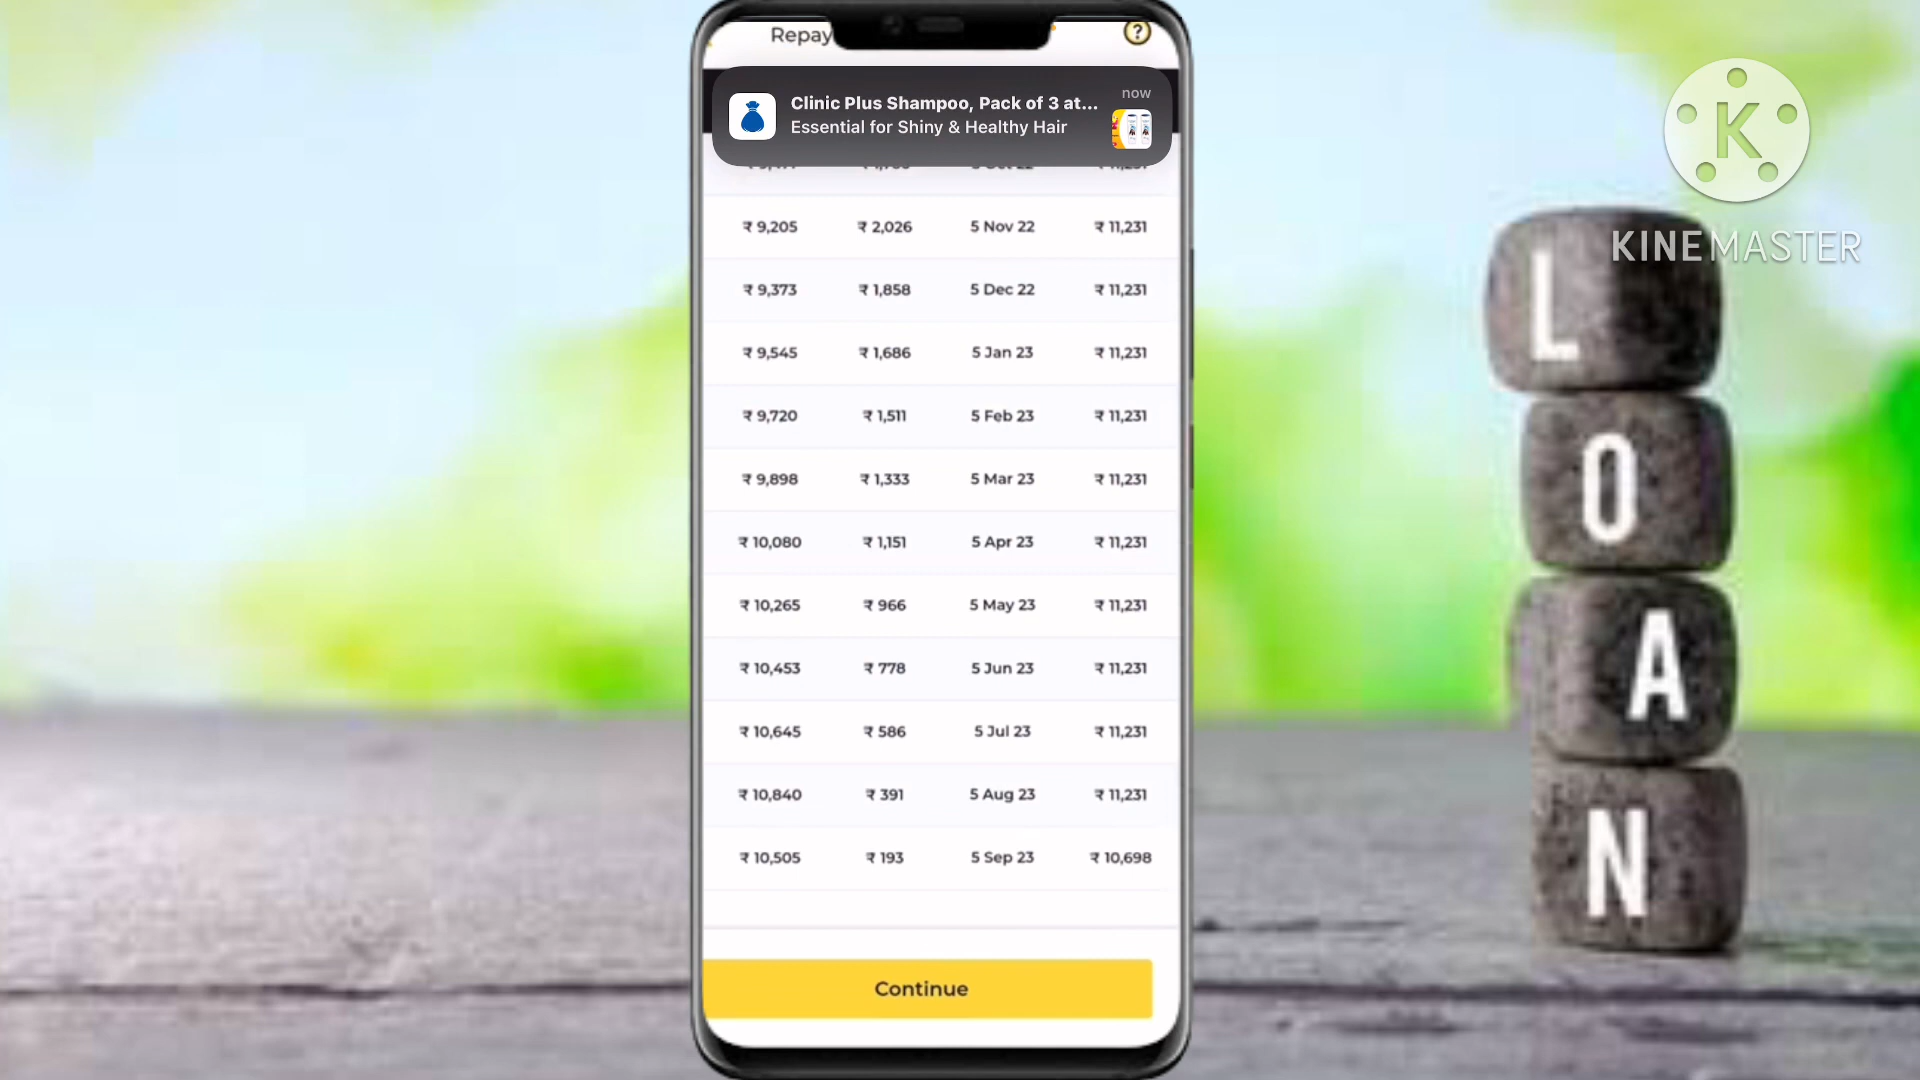 Repay
?
now
Clinic Plus Shampoo, Pack of 3 at...
Essential for Shiny & Healthy Hair
₹ 9,205 ₹ 2,026 5 Nov 22 ₹ 11,231
₹ 9,373 ₹ 1,858 5 Dec 22 ₹ 11,231
₹ 9,545 ₹ 1,686 5 Jan 23 ₹ 11,231
₹ 9,720 ₹ 1,511 5 Feb 23 ₹ 11,231
₹ 9,898 ₹ 1,333 5 Mar 23 ₹ 11,231
₹ 10,080 ₹ 1,151 5 Apr 23 ₹ 11,231
₹ 10,265 ₹ 966 5 May 23 ₹ 11,231
₹ 10,453 ₹ 778 5 Jun 23 ₹ 11,231
₹ 10,645 ₹ 586 5 Jul 23 ₹ 11,231
₹ 10,840 ₹ 391 5 Aug 23 ₹ 11,231
₹ 10,505 ₹ 193 5 Sep 23 ₹ 10,698
Continue
K
KINEMASTER
L
O
A
N